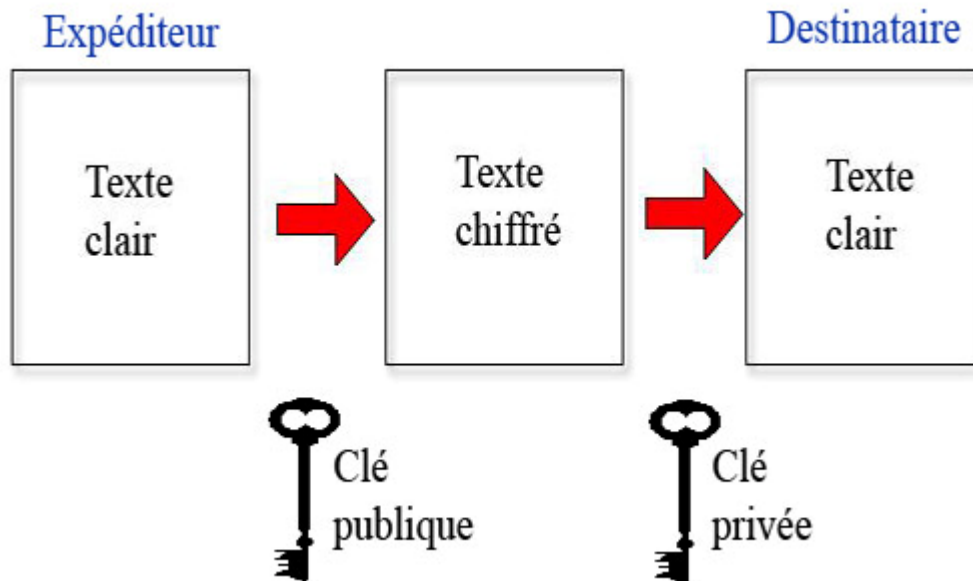 Expéditeur
Destinataire
Texte
clair
Texte
chiffré
Texte
clair
Clé
publique
Clé
privée